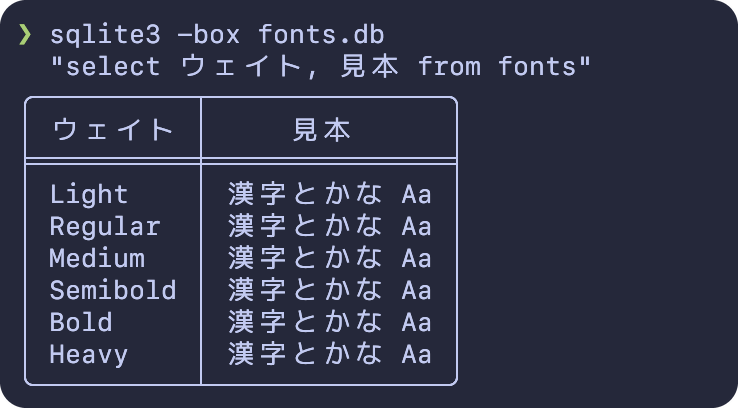 ❯ sqlite3 -box fonts.db
"select ウェイト, 見本 from fonts"
ウェイト 見本
Light 漢字とかな Aa
Regular 漢字とかな Aa
Medium 漢字とかな Aa
Semibold 漢字とかな Aa
Bold 漢字とかな Aa
Heavy 漢字とかな Aa